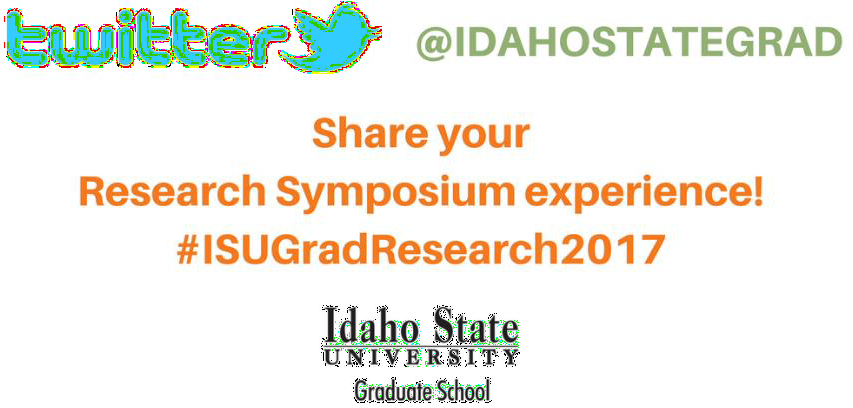 twitter @IDAHOSTATEGRAD
Share your
Research Symposium experience!
#ISUGradResearch2017
Idaho State
UNIVERSITY
Graduate School